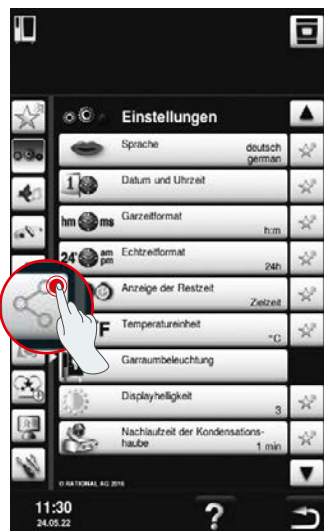 Einstellungen
Sprache
deutsch
german
Datum und Uhrzeit
hm ms Garzeitformat
h:m
24h am pm Echtzeitformat
24h
Anzeige der Restzeit
Zielzeit
F Temperatureinheit
°C
Garraumbeleuchtung
Displayhelligkeit
3
Nachlaufzeit der Kondensations-
haube
1 min
© RATIONAL AG 2016
11:30
24.05.22
?